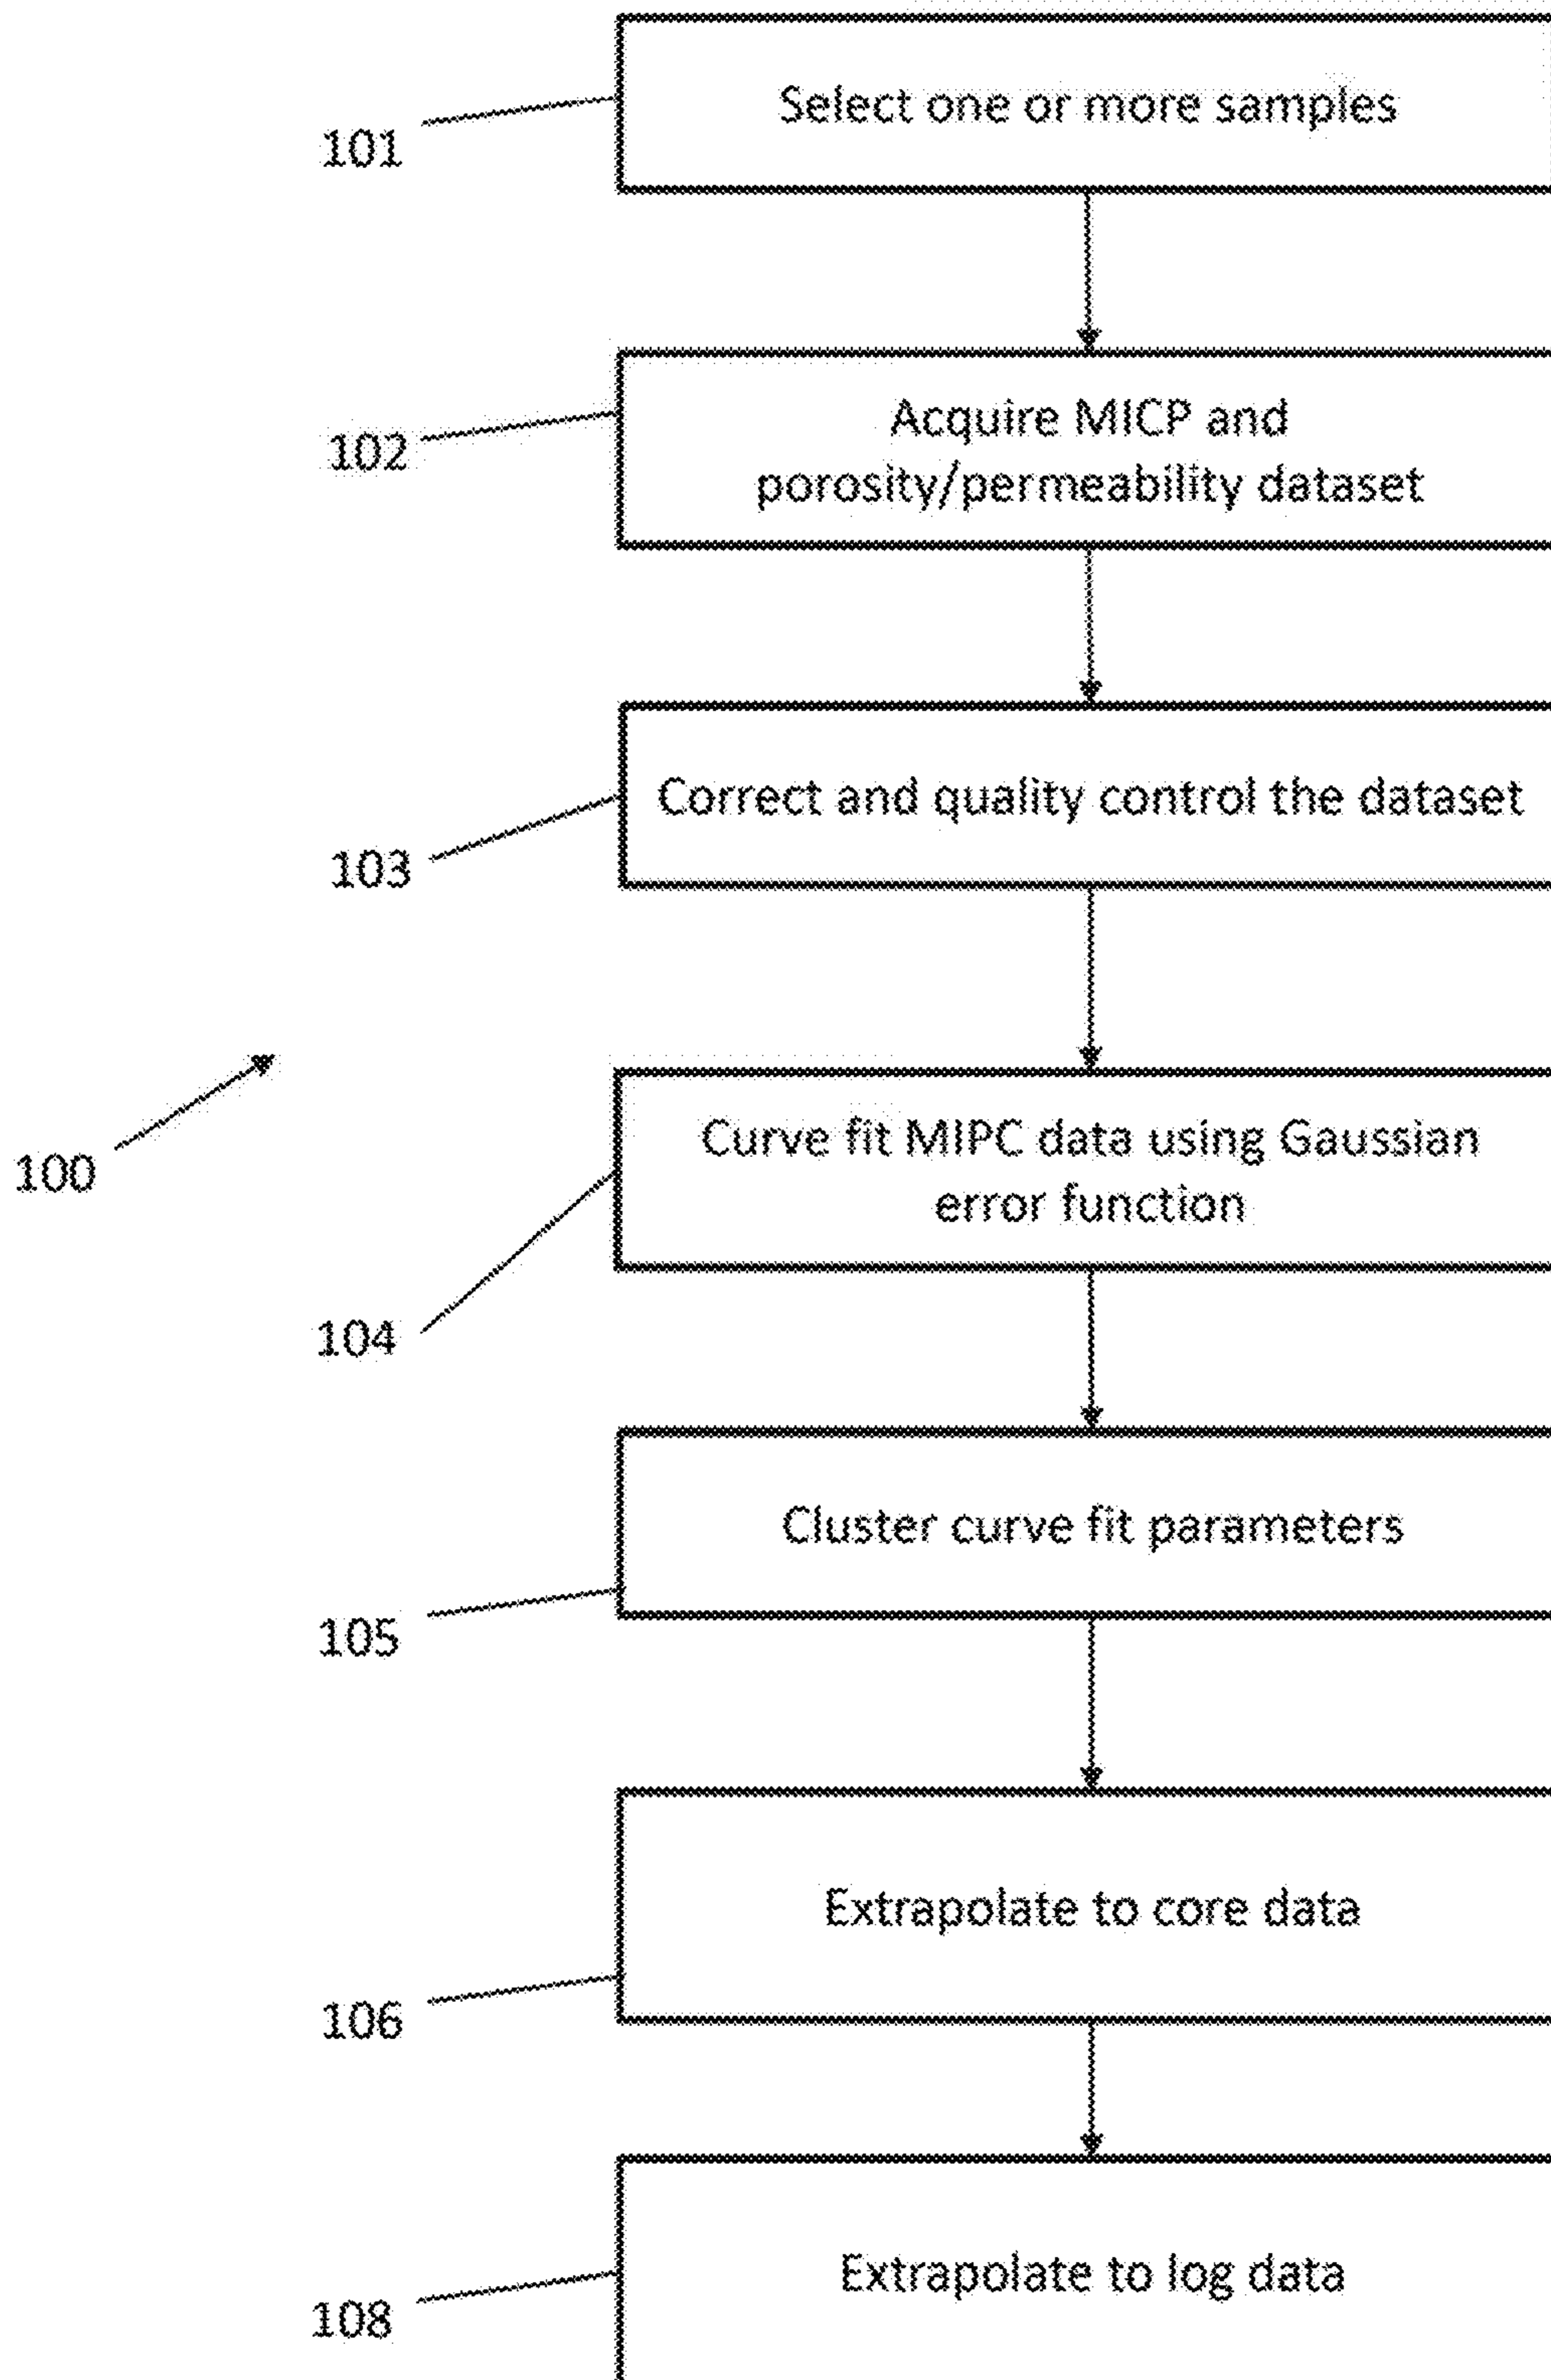 Select one or more samples
101
Acquire MICP and
porosity/permeability dataset
102
Correct and quality control the dataset
103
100
Curve fit MIPC data using Gaussian
error function
104
Cluster curve fit parameters
105
Extrapolate to core data
106
Extrapolate to log data
108